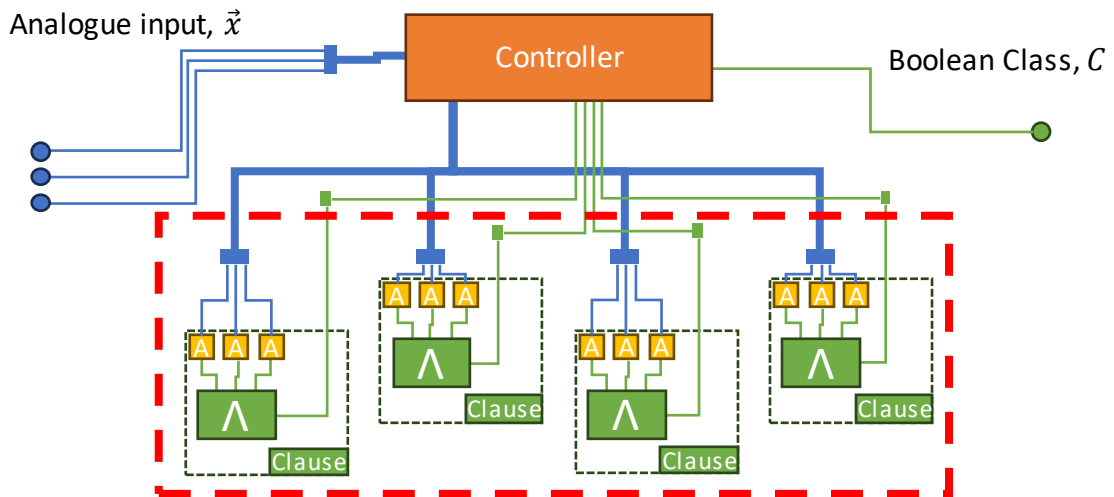 Analogue input, x⃗
Controller
Boolean Class, C
A A A
A A A
A A A
A A A
Λ
Λ
Λ
Λ
Clause
Clause
Clause
Clause